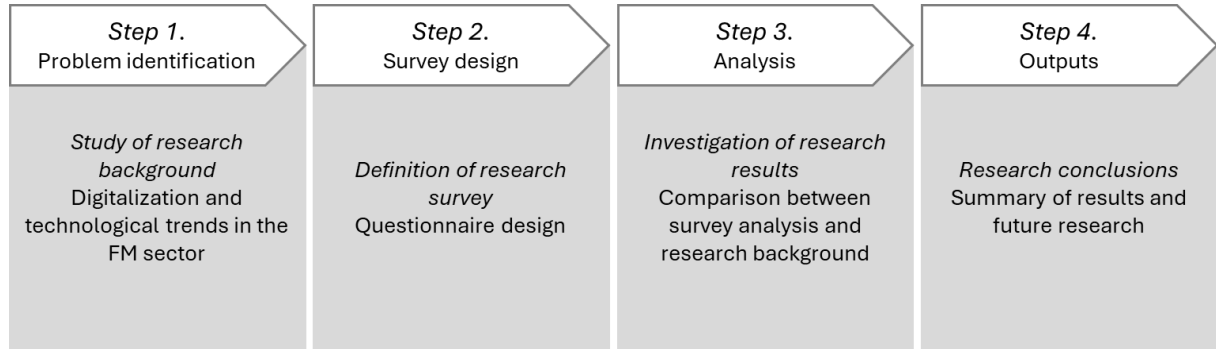 Step 1.
Problem identification
Study of research
background
Digitalization and
technological trends in the
FM sector
Step 2.
Survey design
Definition of research
survey
Questionnaire design
Step 3.
Analysis
Investigation of research
results
Comparison between
survey analysis and
research background
Step 4.
Outputs
Research conclusions
Summary of results and
future research